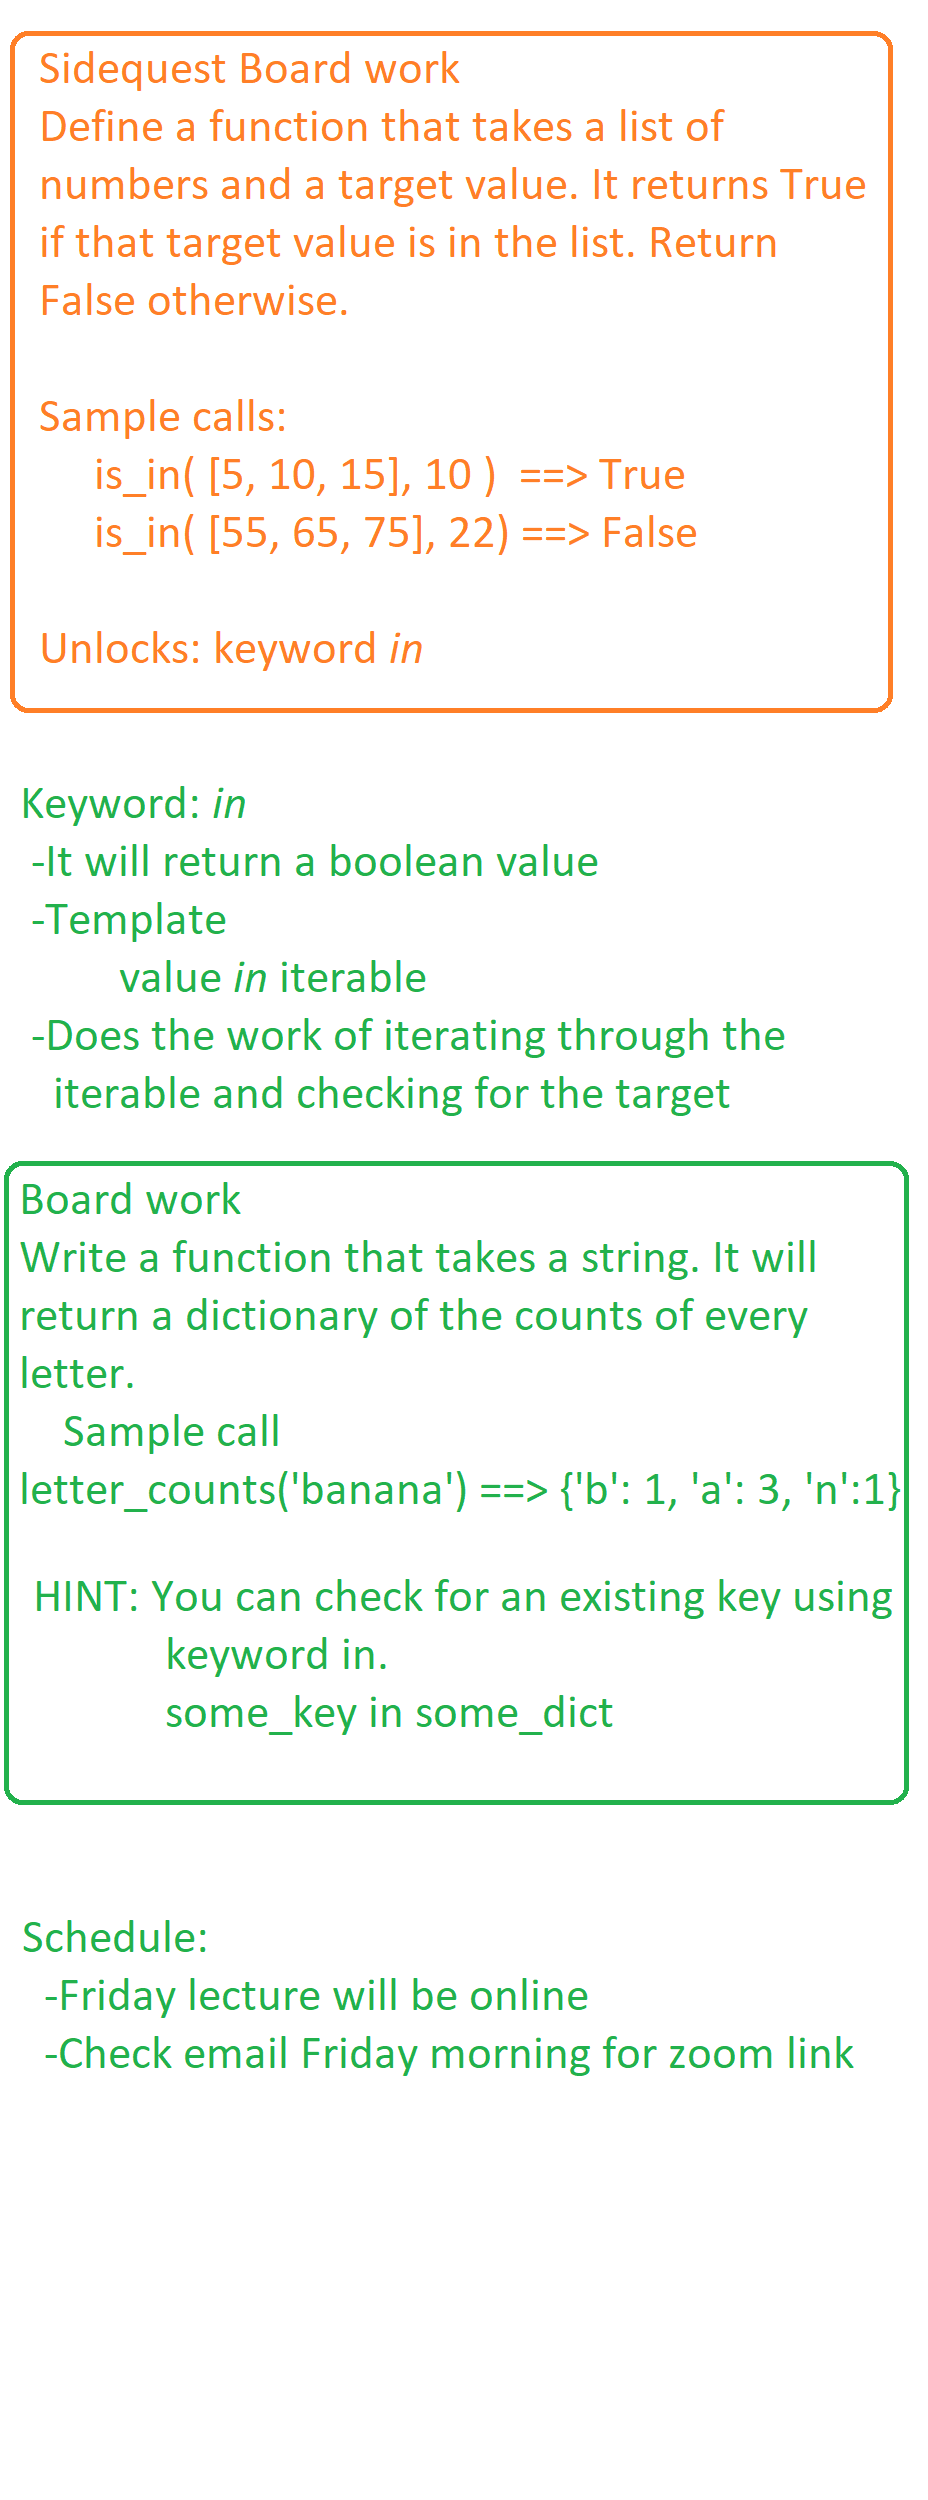 Sidequest Board work
Define a function that takes a list of
numbers and a target value. It returns True
if that target value is in the list. Return
False otherwise.
Sample calls:
is_in( [5, 10, 15], 10 )  ==> True
is_in( [55, 65, 75], 22) ==> False
Unlocks: keyword in
Keyword: in
-It will return a boolean value
-Template
value in iterable
-Does the work of iterating through the
iterable and checking for the target
Board work
Write a function that takes a string. It will
return a dictionary of the counts of every
letter.
Sample call
letter_counts('banana') ==> {'b': 1, 'a': 3, 'n':1}
HINT: You can check for an existing key using
keyword in.
some_key in some_dict
Schedule:
-Friday lecture will be online
-Check email Friday morning for zoom link